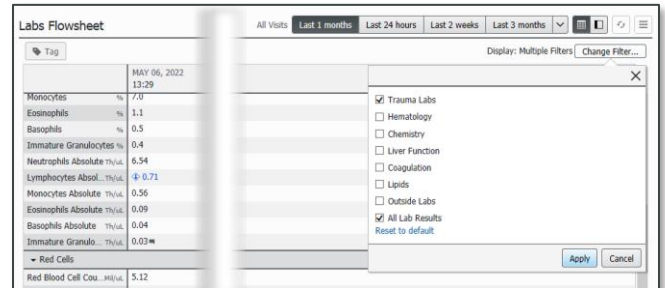 Labs Flowsheet
All Visits Last 1 months Last 24 hours Last 2 weeks Last 3 months
Tag
Display: Multiple Filters Change Filter...
MAY 06, 2022
13:29
Monocytes % 7.0
Eosinophils % 1.1
Basophils % 0.5
Immature Granulocytes % 0.4
Neutrophils Absolute Th/uL 6.54
Lymphocytes Absol... Th/uL 0.71
Monocytes Absolute Th/uL 0.56
Eosinophils Absolute Th/uL 0.09
Basophils Absolute Th/uL 0.04
Immature Granulo... Th/uL 0.03
Red Cells
Red Blood Cell Cou... Mil/uL 5.12
Trauma Labs
Hematology
Chemistry
Liver Function
Coagulation
Lipids
Outside Labs
All Lab Results
Reset to default
Apply Cancel